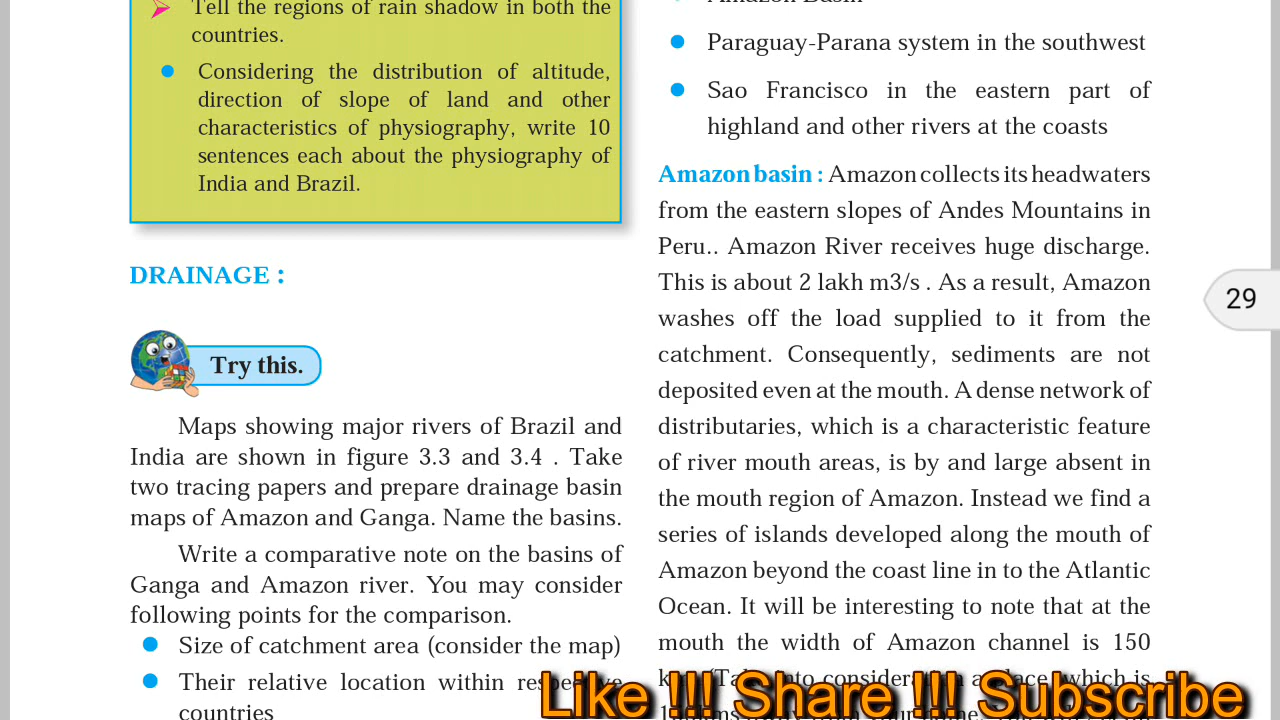 Tell the regions of rain shadow in both the
countries.
Considering the distribution of altitude,
direction of slope of land and other
characteristics of physiography, write 10
sentences each about the physiography of
India and Brazil.
DRAINAGE :
Try this.
Maps showing major rivers of Brazil and
India are shown in figure 3.3 and 3.4 . Take
two tracing papers and prepare drainage basin
maps of Amazon and Ganga. Name the basins.
Write a comparative note on the basins of
Ganga and Amazon river. You may consider
following points for the comparison.
Size of catchment area (consider the map)
Their relative location within respective
countries
Amazon Basin
Paraguay-Parana system in the southwest
Sao Francisco in the eastern part of
highland and other rivers at the coasts
Amazon basin : Amazon collects its headwaters
from the eastern slopes of Andes Mountains in
Peru.. Amazon River receives huge discharge.
This is about 2 lakh m3/s . As a result, Amazon
washes off the load supplied to it from the
catchment. Consequently, sediments are not
deposited even at the mouth. A dense network of
distributaries, which is a characteristic feature
of river mouth areas, is by and large absent in
the mouth region of Amazon. Instead we find a
series of islands developed along the mouth of
Amazon beyond the coast line in to the Atlantic
Ocean. It will be interesting to note that at the
mouth the width of Amazon channel is 150
(Take into consideration a place which is
29
Like !!! Share !!! Subscribe